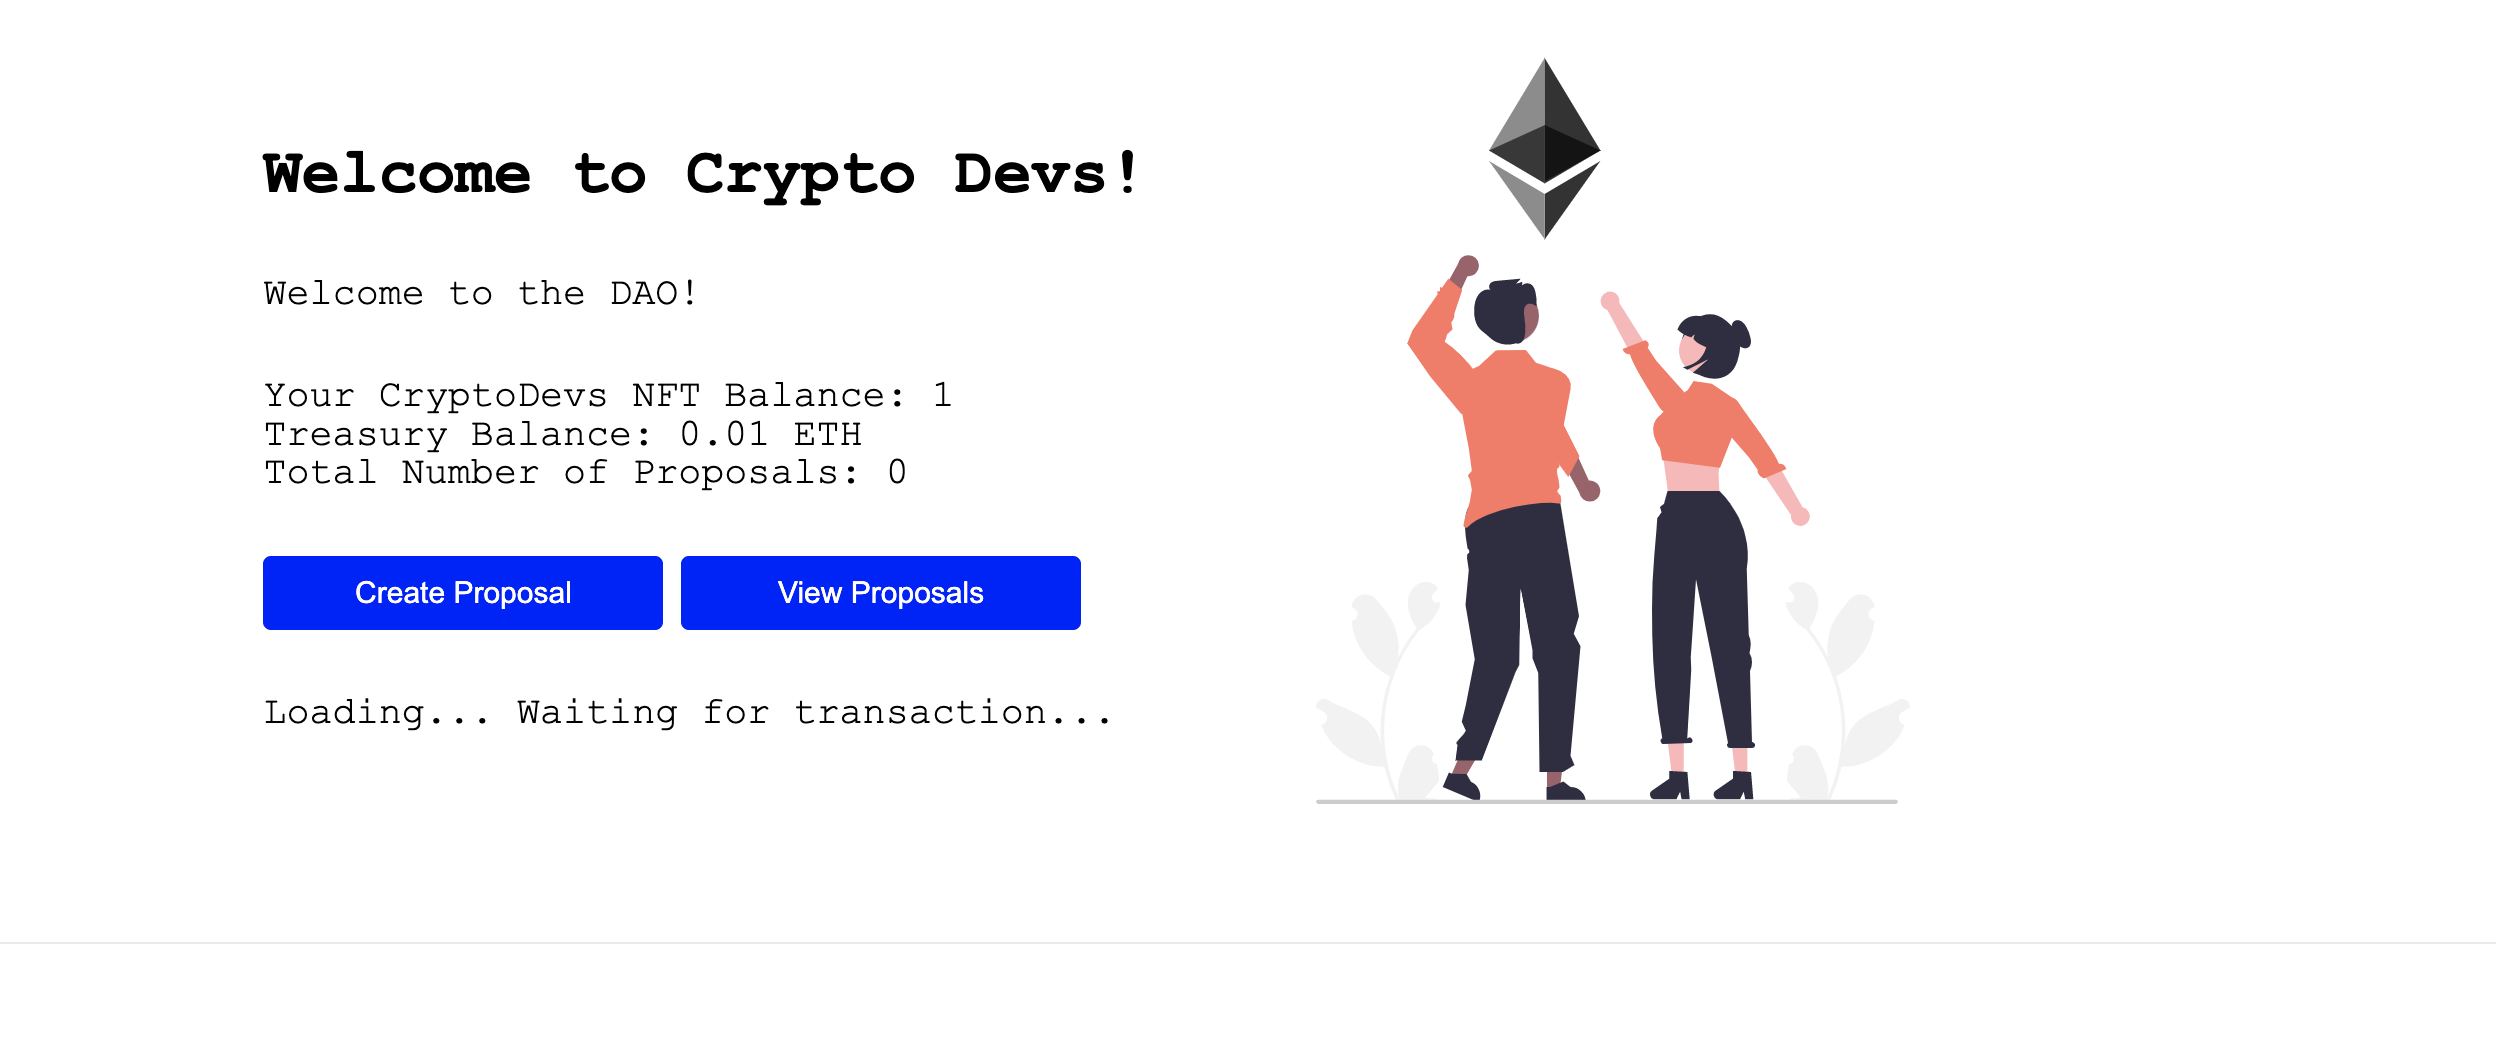 Welcome to Crypto Devs!
Welcome to the DAO!
Your CryptoDevs NFT Balance: 1
Treasury Balance: 0.01 ETH
Total Number of Proposals: 0
Create Proposal
View Proposals
Loading... Waiting for transaction...